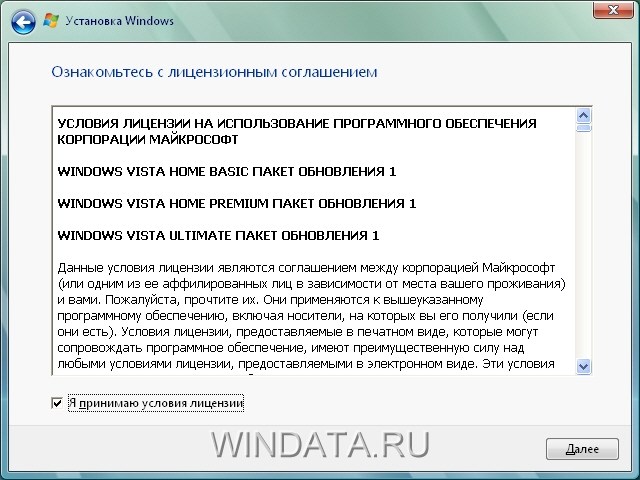 Установка Windows
Ознакомьтесь с лицензионным соглашением
УСЛОВИЯ ЛИЦЕНЗИИ НА ИСПОЛЬЗОВАНИЕ ПРОГРАММНОГО ОБЕСПЕЧЕНИЯ
КОРПОРАЦИИ МАЙКРОСОФТ
WINDOWS VISTA HOME BASIC ПАКЕТ ОБНОВЛЕНИЯ 1
WINDOWS VISTA HOME PREMIUM ПАКЕТ ОБНОВЛЕНИЯ 1
WINDOWS VISTA ULTIMATE ПАКЕТ ОБНОВЛЕНИЯ 1
Данные условия лицензии являются соглашением между корпорацией Майкрософт
(или одним из ее аффилированных лиц в зависимости от места вашего проживания)
и вами. Пожалуйста, прочтите их. Они применяются к вышеуказанному
программному обеспечению, включая носители, на которых вы его получили (если
они есть). Условия лицензии, предоставляемые в печатном виде, которые могут
сопровождать программное обеспечение, имеют преимущественную силу над
любыми условиями лицензии, предоставляемыми в электронном виде. Эти условия
Я принимаю условия лицензии
WINDATA.RU
Далее